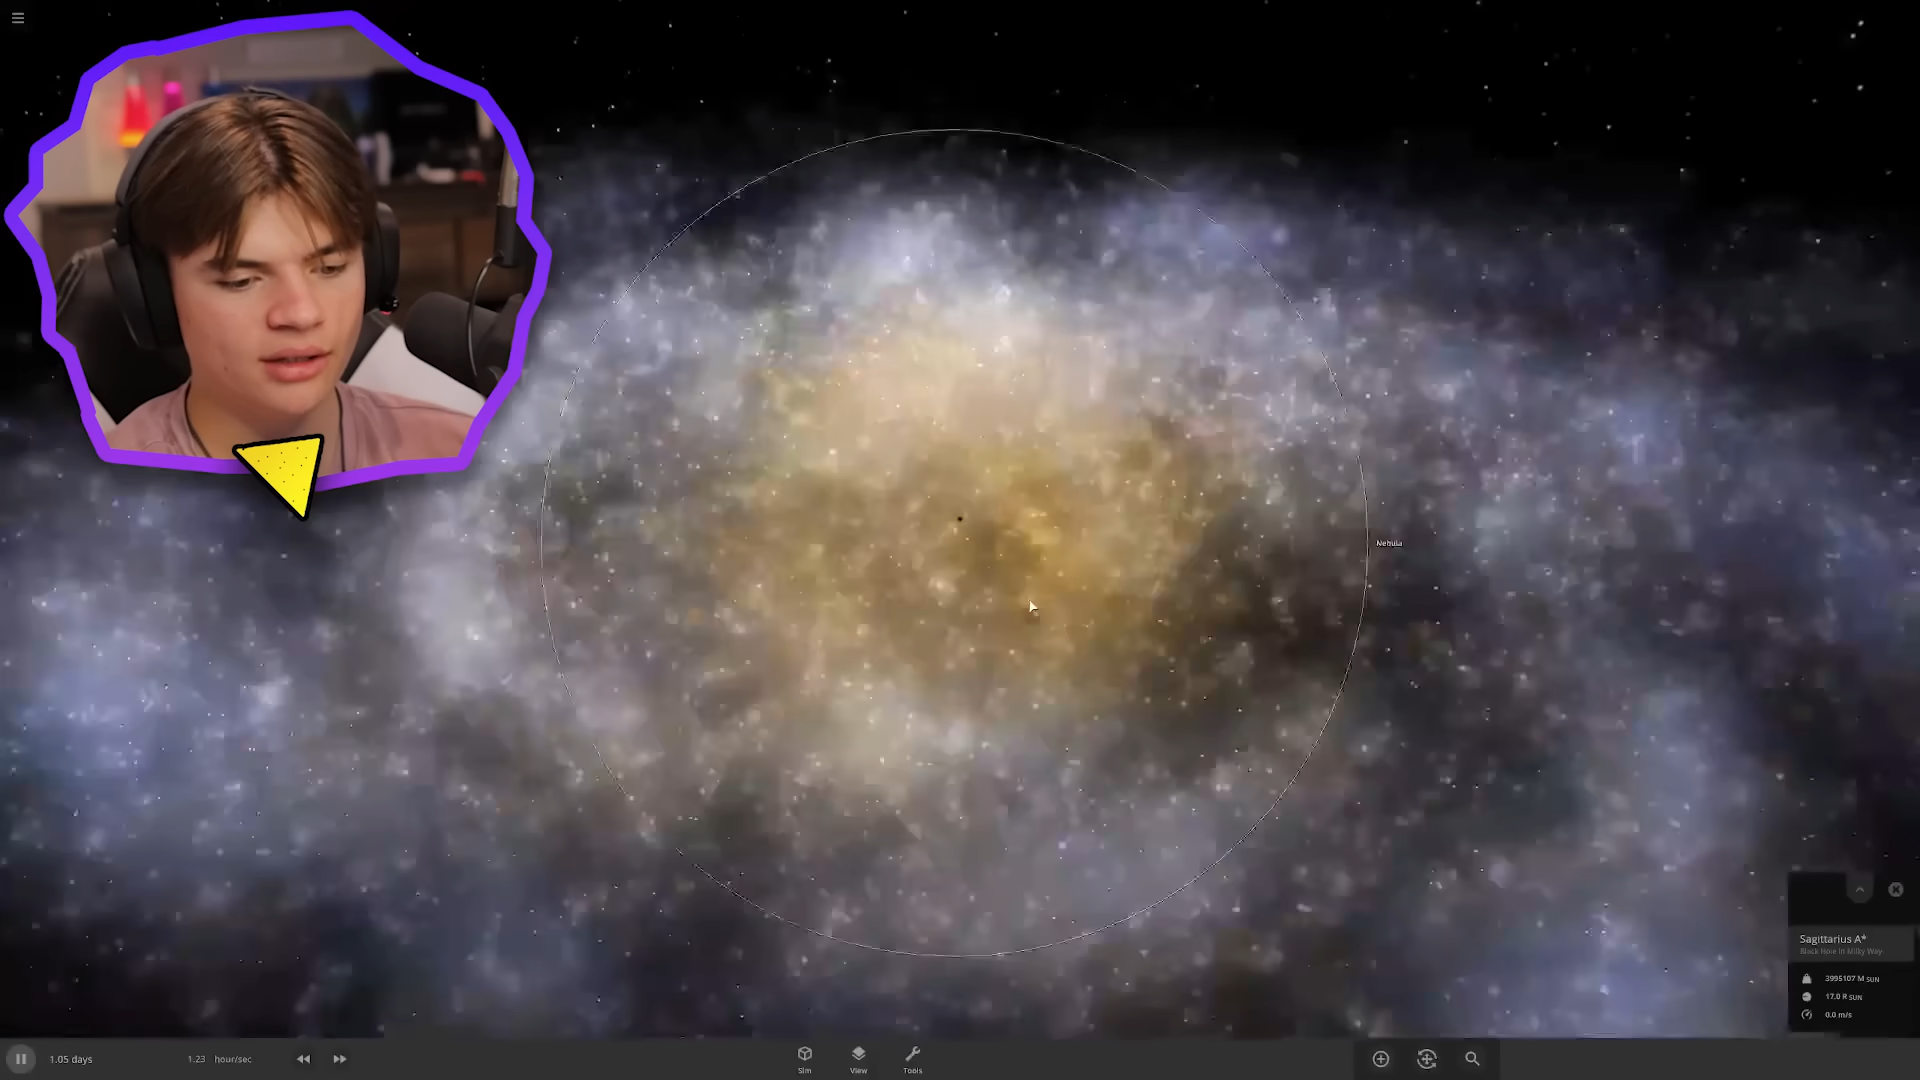 Nebula
Sagittarius A*
Black Hole in Milky Way
3995107 M SUN
17.0 R SUN
0.0 m/s
1.05 days
1.23 hour/sec
Sim
View
Tools